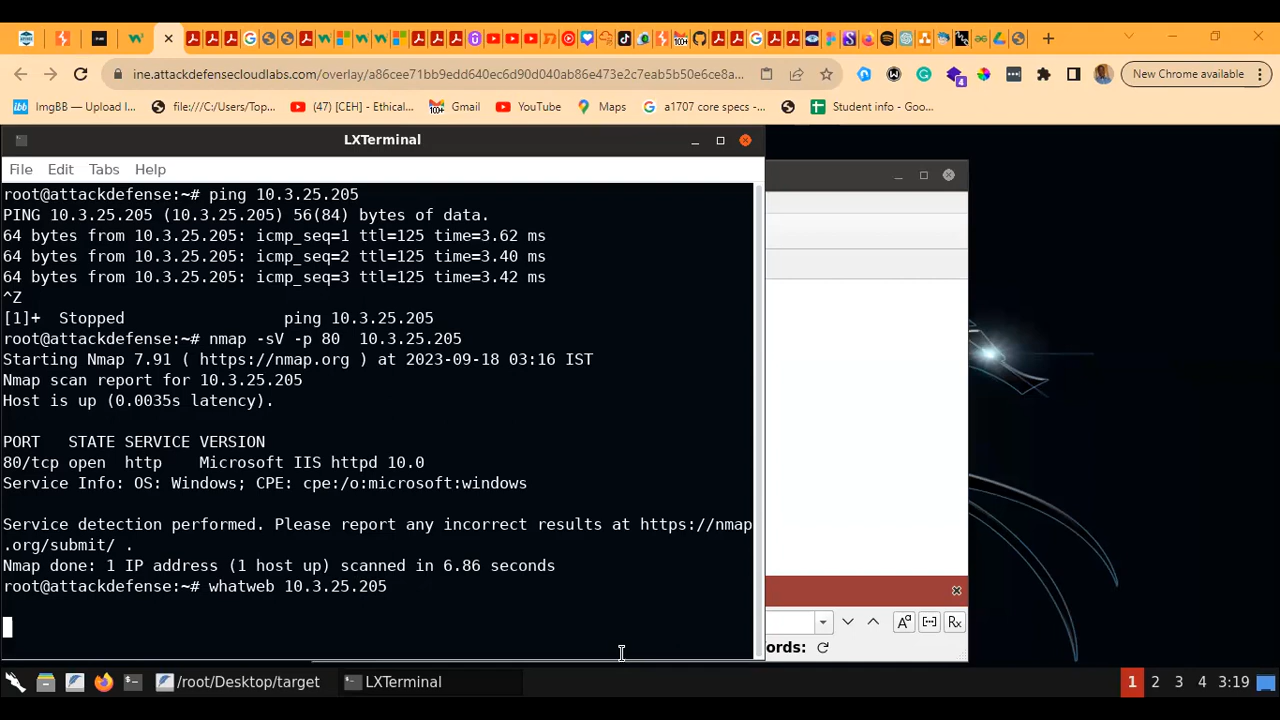 ine.attackdefensecloudlabs.com/overlay/a86cce71bb9edd640ec6d90d040ab86e473e2c7eab5b50e6ce8a...
New Chrome available
ImgBB — Upload I...
file:///C:/Users/Top...
(47) [CEH] - Ethical...
100+
Gmail
YouTube
Maps
a1707 core specs -...
Student info - Goo...
4
LXTerminal
File Edit Tabs Help
root@attackdefense:~# ping 10.3.25.205
PING 10.3.25.205 (10.3.25.205) 56(84) bytes of data.
64 bytes from 10.3.25.205: icmp_seq=1 ttl=125 time=3.62 ms
64 bytes from 10.3.25.205: icmp_seq=2 ttl=125 time=3.40 ms
64 bytes from 10.3.25.205: icmp_seq=3 ttl=125 time=3.42 ms
^Z
[1]+  Stopped                 ping 10.3.25.205
root@attackdefense:~# nmap -sV -p 80  10.3.25.205
Starting Nmap 7.91 ( https://nmap.org ) at 2023-09-18 03:16 IST
Nmap scan report for 10.3.25.205
Host is up (0.0035s latency).
PORT   STATE SERVICE VERSION
80/tcp open  http    Microsoft IIS httpd 10.0
Service Info: OS: Windows; CPE: cpe:/o:microsoft:windows
Service detection performed. Please report any incorrect results at https://nmap
.org/submit/ .
Nmap done: 1 IP address (1 host up) scanned in 6.86 seconds
root@attackdefense:~# whatweb 10.3.25.205
Rx
ords:
/root/Desktop/target
LXTerminal
1 2 3 4 3:19